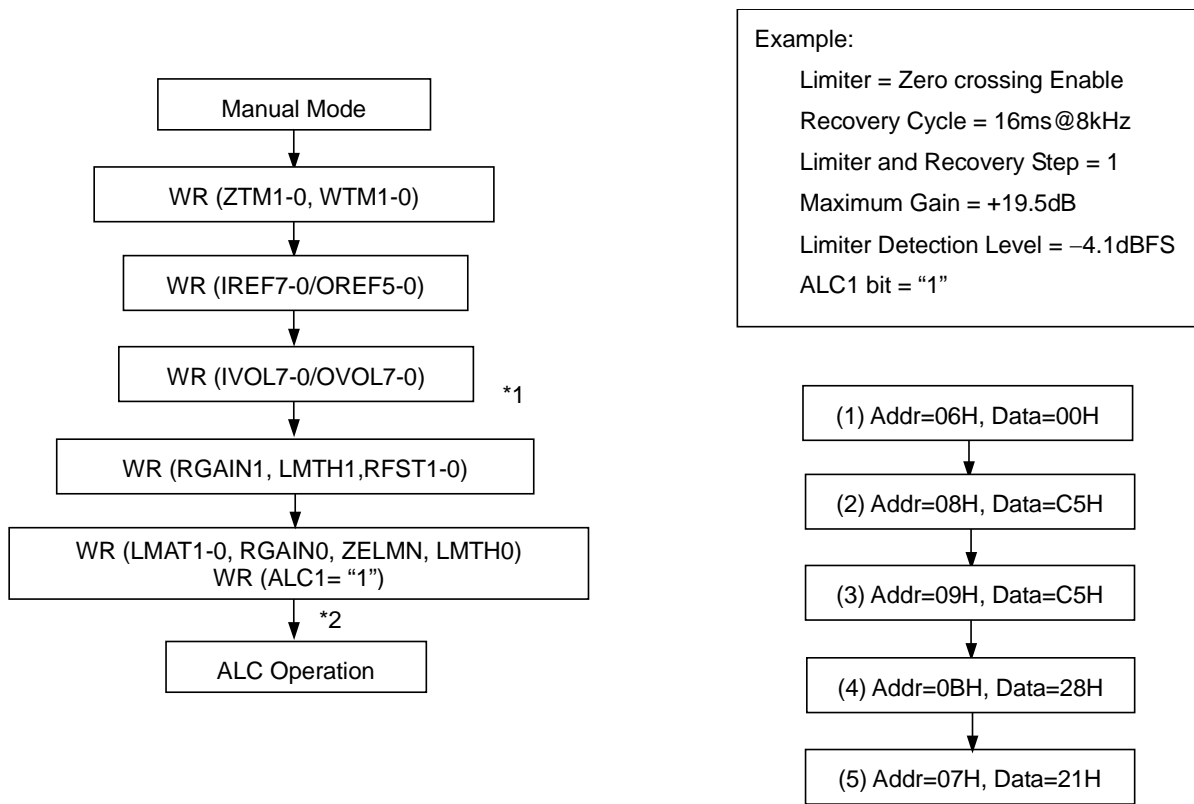 Manual Mode
WR (ZTM1-0, WTM1-0)
WR (IREF7-0/OREF5-0)
WR (IVOL7-0/OVOL7-0)
*1
WR (RGAIN1, LMTH1,RFST1-0)
WR (LMAT1-0, RGAIN0, ZELMN, LMTH0)
WR (ALC1= “1”)
*2
ALC Operation
Example:
Limiter = Zero crossing Enable
Recovery Cycle = 16ms@8kHz
Limiter and Recovery Step = 1
Maximum Gain = +19.5dB
Limiter Detection Level = −4.1dBFS
ALC1 bit = “1”
(1) Addr=06H, Data=00H
(2) Addr=08H, Data=C5H
(3) Addr=09H, Data=C5H
(4) Addr=0BH, Data=28H
(5) Addr=07H, Data=21H